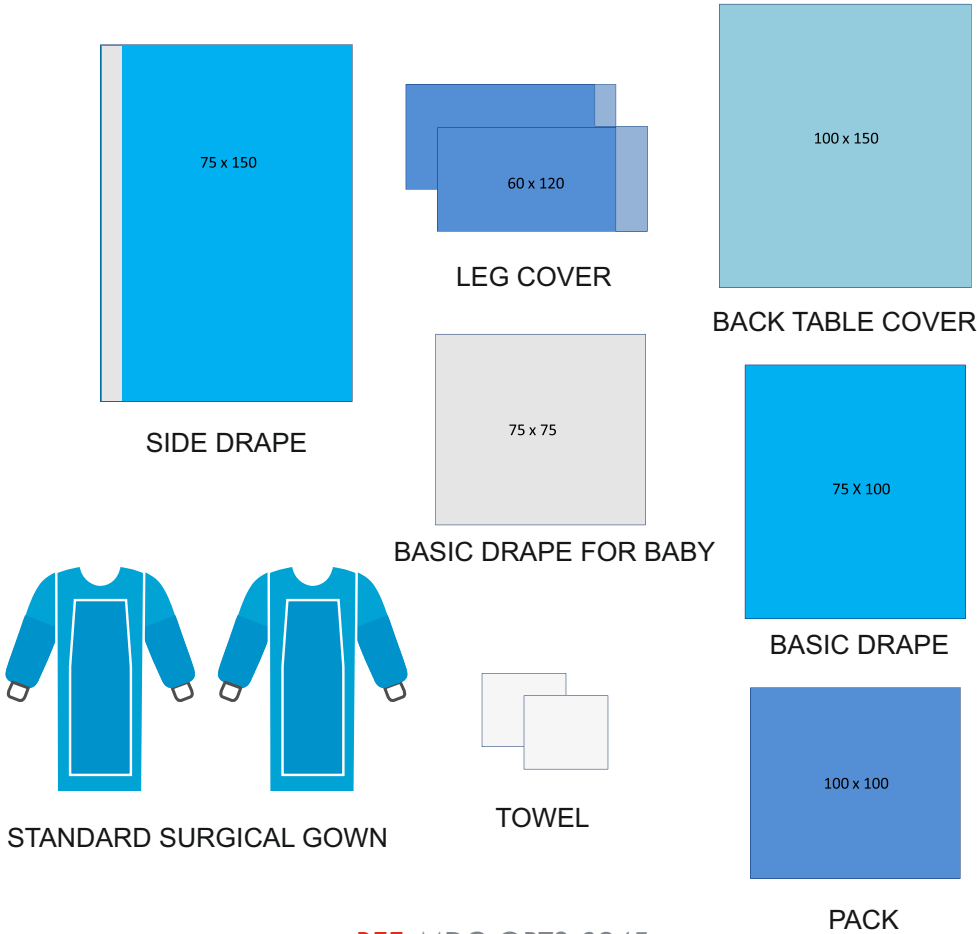 75 x 150
SIDE DRAPE
60 x 120
LEG COVER
100 x 150
BACK TABLE COVER
75 x 75
BASIC DRAPE FOR BABY
75 X 100
BASIC DRAPE
STANDARD SURGICAL GOWN
TOWEL
100 x 100
PACK